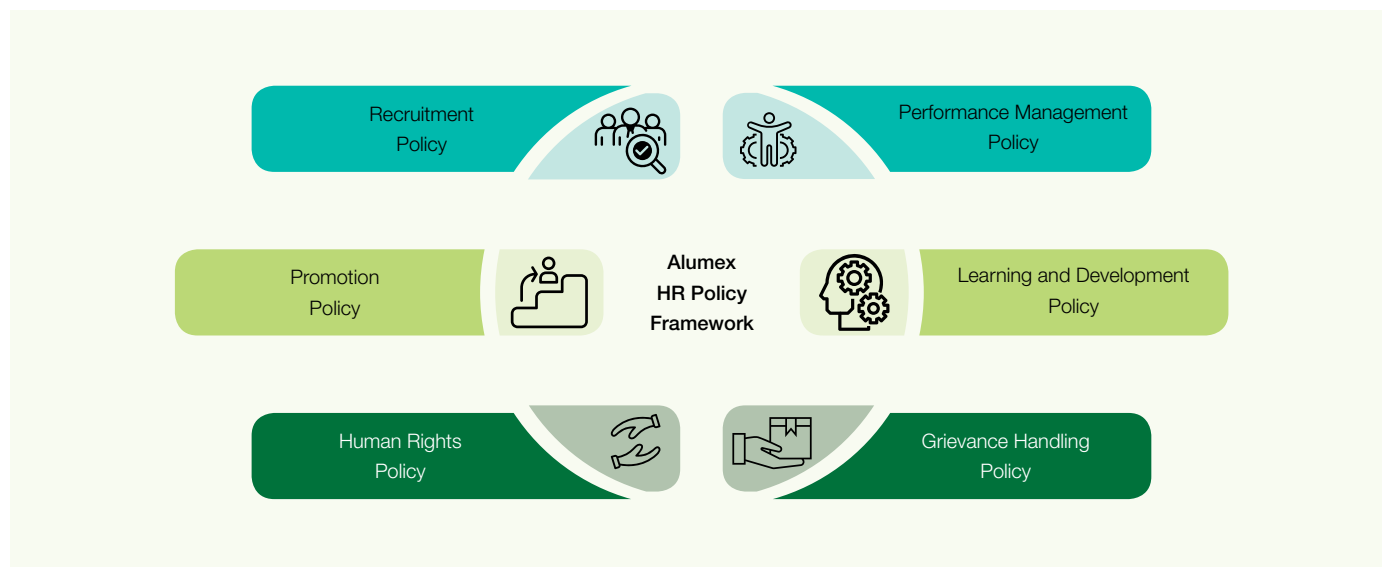 Recruitment
Policy
Performance Management
Policy
Promotion
Policy
Alumex
HR Policy
Framework
Learning and Development
Policy
Human Rights
Policy
Grievance Handling
Policy